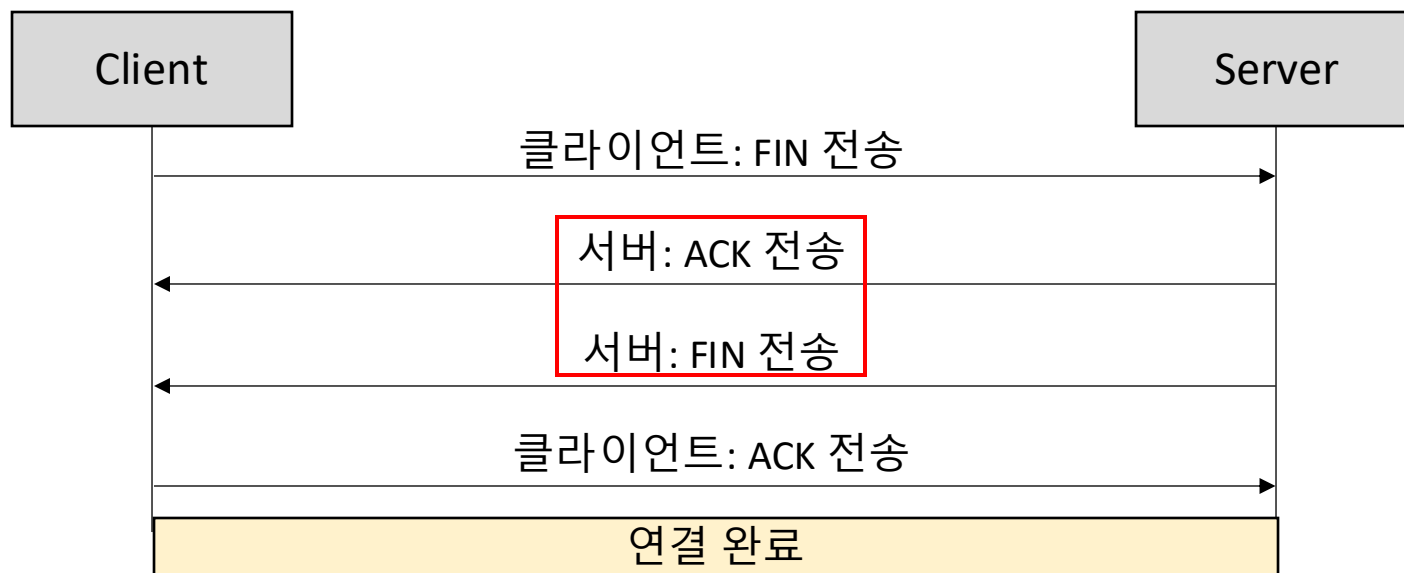 Client
Server
클라이언트: FIN 전송
서버: ACK 전송
서버: FIN 전송
클라이언트: ACK 전송
연결 완료